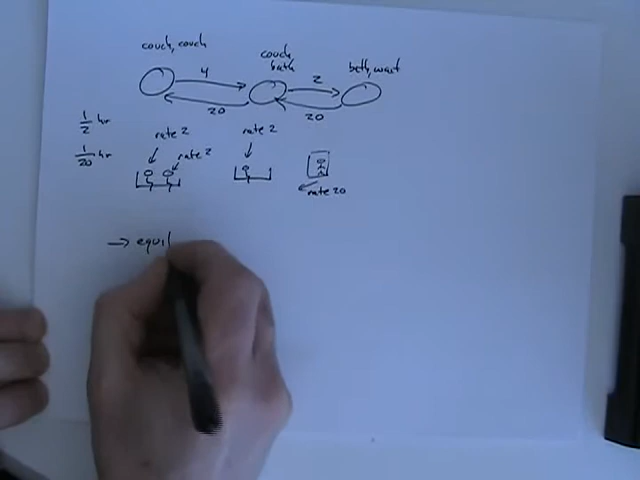 couch, couch
couch
bath
bath, wait
4
2
20
20
1/2 hr
rate 2
rate 2
1/20 hr
rate 2
rate 20
→ equil